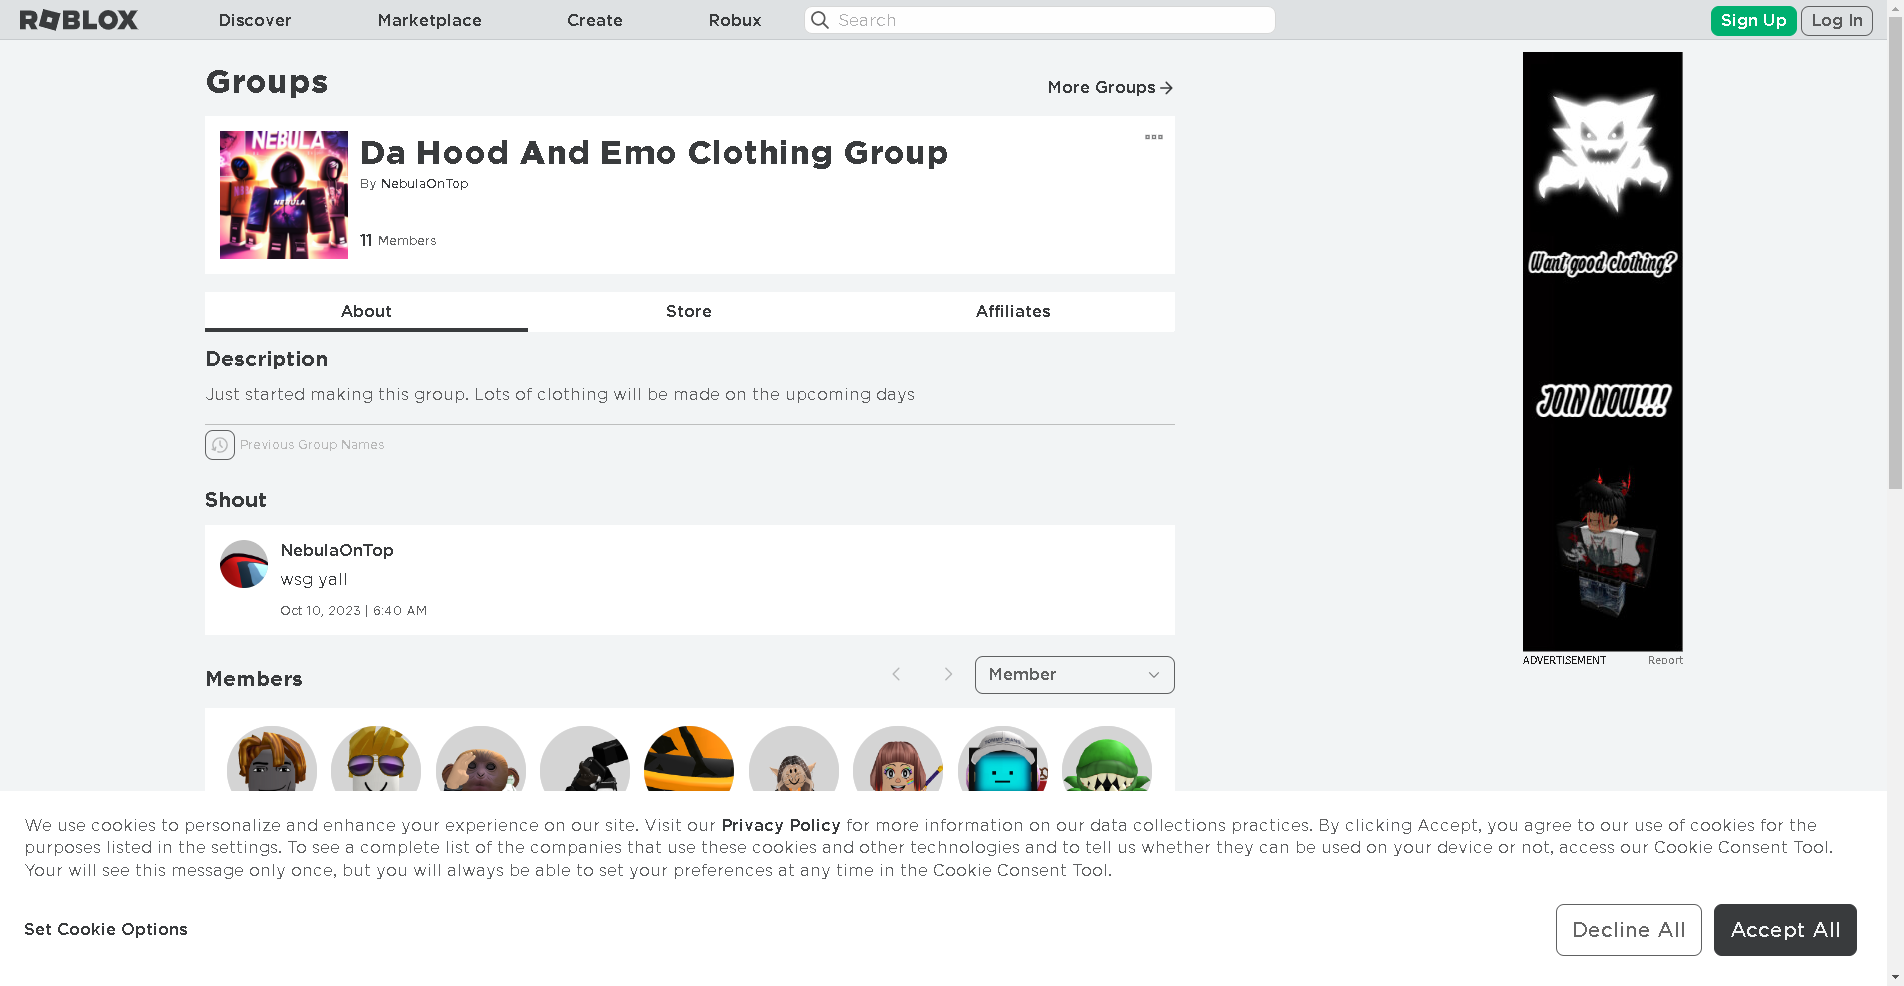 ROBLOX
Discover
Marketplace
Create
Robux
Search
Sign Up
Log In
Groups
More Groups
NEBULA
NEBULA
Da Hood And Emo Clothing Group
By NebulaOnTop
11 Members
About
Store
Affiliates
Description
Just started making this group. Lots of clothing will be made on the upcoming days
Previous Group Names
Shout
NebulaOnTop
wsg yall
Oct 10, 2023 | 6:40 AM
Members
Member
Want good clothing?
JOIN NOW!!!
ADVERTISEMENT
Report
We use cookies to personalize and enhance your experience on our site. Visit our Privacy Policy for more information on our data collections practices. By clicking Accept, you agree to our use of cookies for the
purposes listed in the settings. To see a complete list of the companies that use these cookies and other technologies and to tell us whether they can be used on your device or not, access our Cookie Consent Tool.
Your will see this message only once, but you will always be able to set your preferences at any time in the Cookie Consent Tool.
Set Cookie Options
Decline All
Accept All